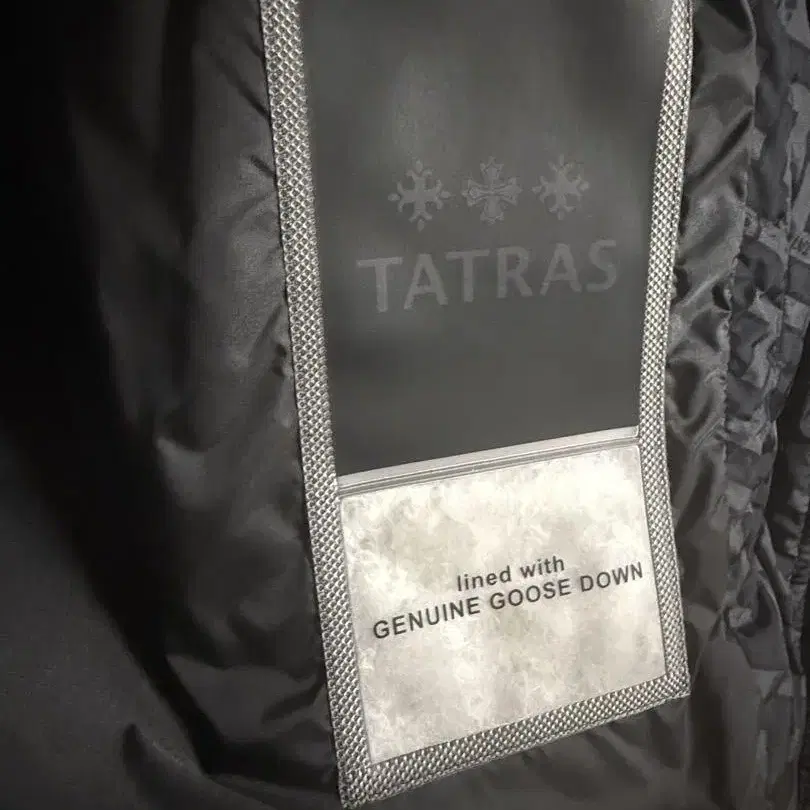 TATRAS
lined with
GENUINE GOOSE DOWN